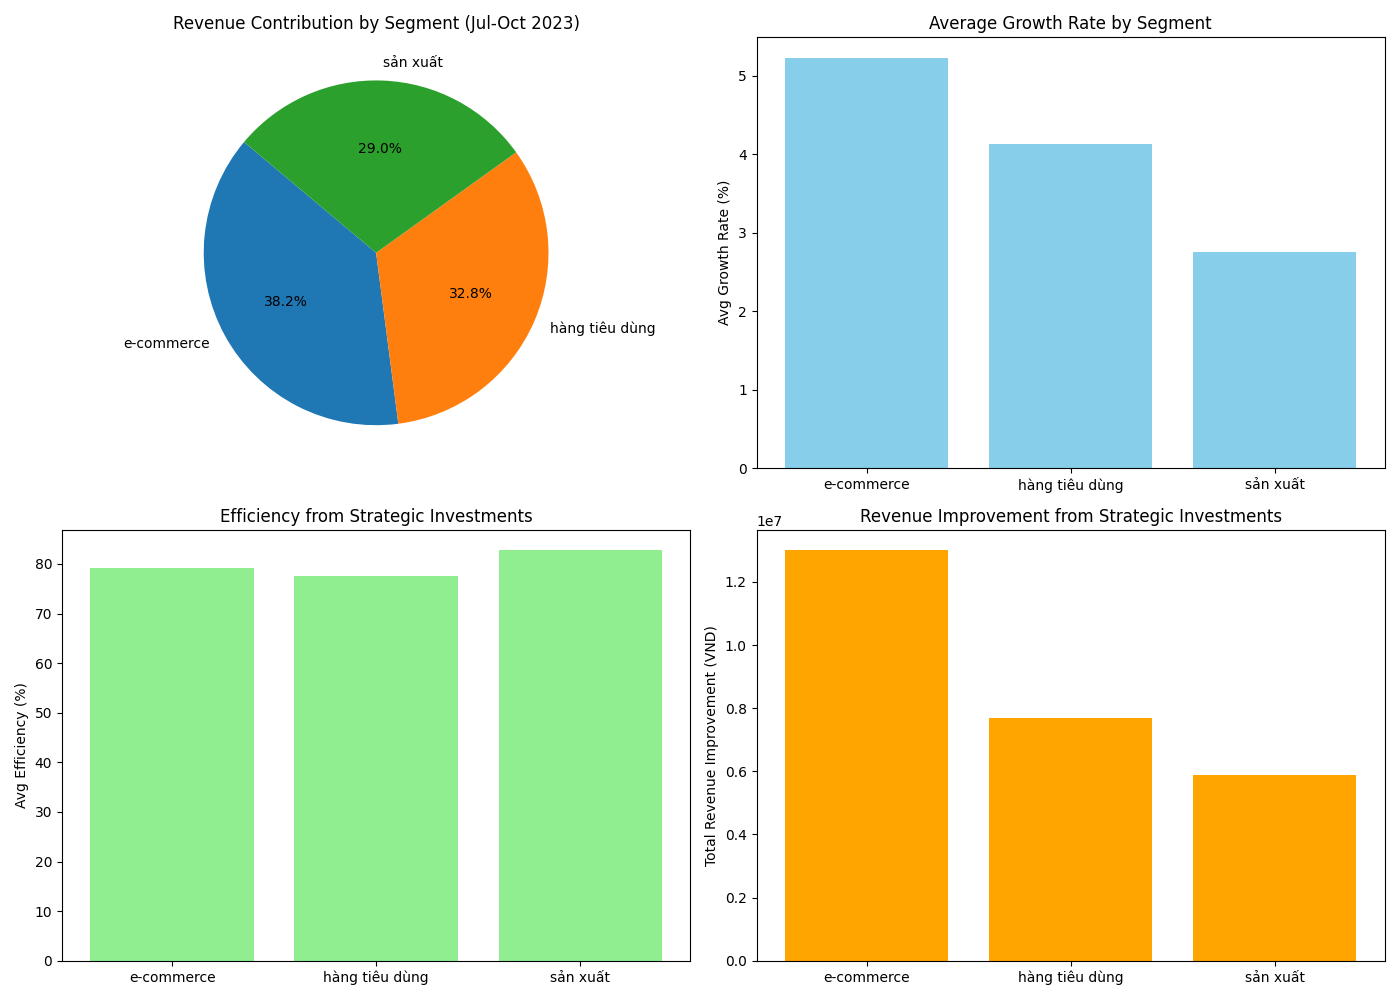 Revenue Contribution by Segment (Jul-Oct 2023)
sản xuất
29.0%
38.2%
32.8%
hàng tiêu dùng
e-commerce
Average Growth Rate by Segment
Avg Growth Rate (%)
5
4
3
2
1
0
e-commerce hàng tiêu dùng sản xuất
Efficiency from Strategic Investments
Avg Efficiency (%)
80
70
60
50
40
30
20
10
0
e-commerce hàng tiêu dùng sản xuất
Revenue Improvement from Strategic Investments
1e7
Total Revenue Improvement (VND)
1.2
1.0
0.8
0.6
0.4
0.2
0.0
e-commerce hàng tiêu dùng sản xuất